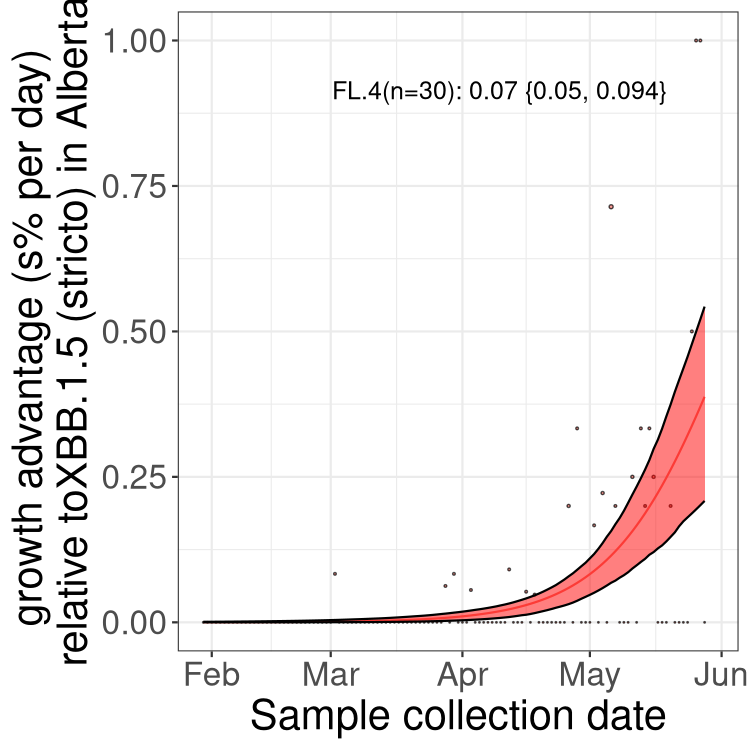 growth advantage (s% per day)
relative toXBB.1.5 (stricto) in Alberta
1.00
0.75
0.50
0.25
0.00
FL.4(n=30): 0.07 {0.05, 0.094}
Feb Mar Apr May Jun
Sample collection date